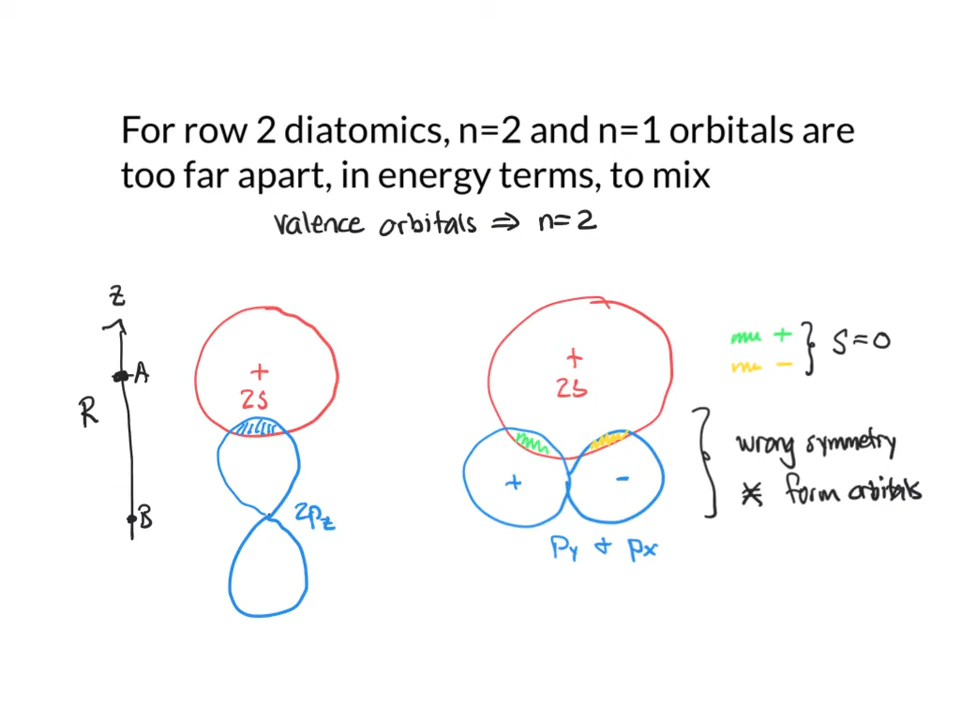 For row 2 diatomics, n=2 and n=1 orbitals are
too far apart, in energy terms, to mix
valence orbitals ⇒ n=2
z
A
R
B
+
2s
2pz
+
2s
+
-
py + px
+
-
} S=0
wrong symmetry
* form orbitals